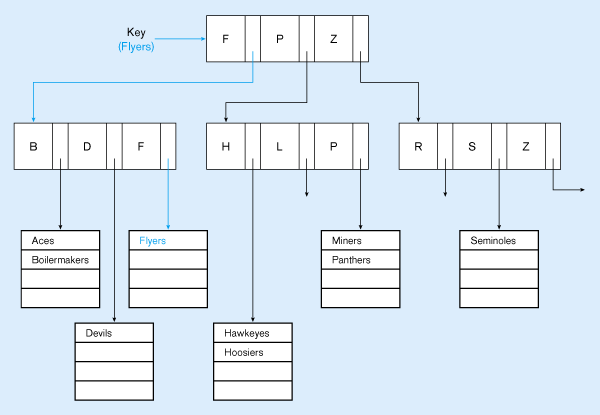 Key
(Flyers)
F P Z
B D F
H L P
R S Z
Aces
Boilermakers
Flyers
Miners
Panthers
Seminoles
Devils
Hawkeyes
Hoosiers